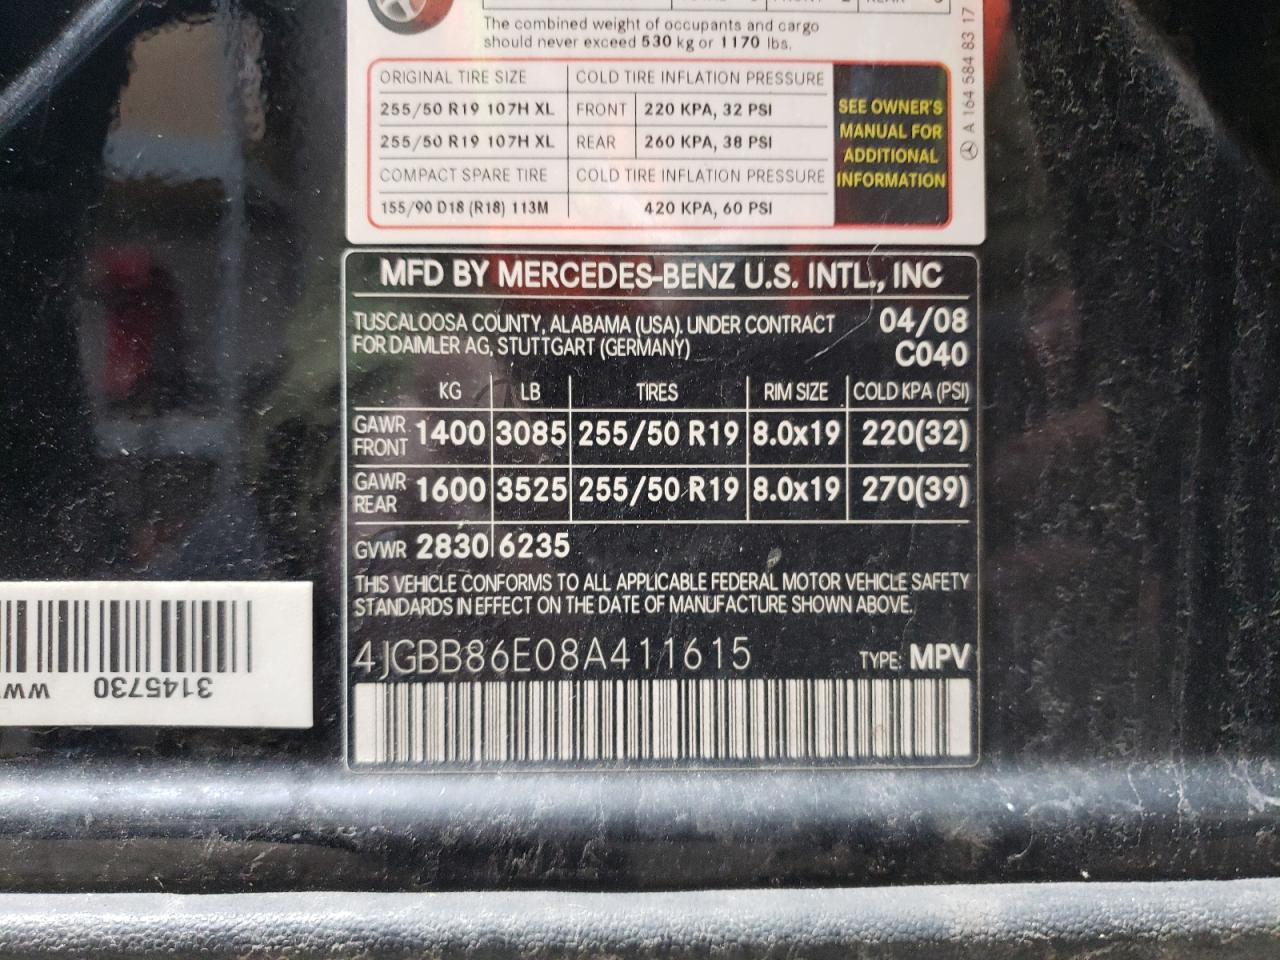 The combined weight of occupants and cargo
should never exceed 530 kg or 1170 lbs.
ORIGINAL TIRE SIZE COLD TIRE INFLATION PRESSURE
255/50 R19 107H XL FRONT 220 KPA, 32 PSI
255/50 R19 107H XL REAR 260 KPA, 38 PSI
COMPACT SPARE TIRE COLD TIRE INFLATION PRESSURE
155/90 D18 (R18) 113M 420 KPA, 60 PSI
SEE OWNER'S
MANUAL FOR
ADDITIONAL
INFORMATION
A 164 584 83 17
MFD BY MERCEDES-BENZ U.S. INTL., INC
TUSCALOOSA COUNTY, ALABAMA (USA), UNDER CONTRACT 04/08
FOR DAIMLER AG, STUTTGART (GERMANY) C040
KG LB TIRES RIM SIZE COLD KPA (PSI)
GAWR FRONT 1400 3085 255/50 R19 8.0x19 220(32)
GAWR REAR 1600 3525 255/50 R19 8.0x19 270(39)
GVWR 2830 6235
THIS VEHICLE CONFORMS TO ALL APPLICABLE FEDERAL MOTOR VEHICLE SAFETY
STANDARDS IN EFFECT ON THE DATE OF MANUFACTURE SHOWN ABOVE.
4JGBB86E08A411615 TYPE: MPV
3145730